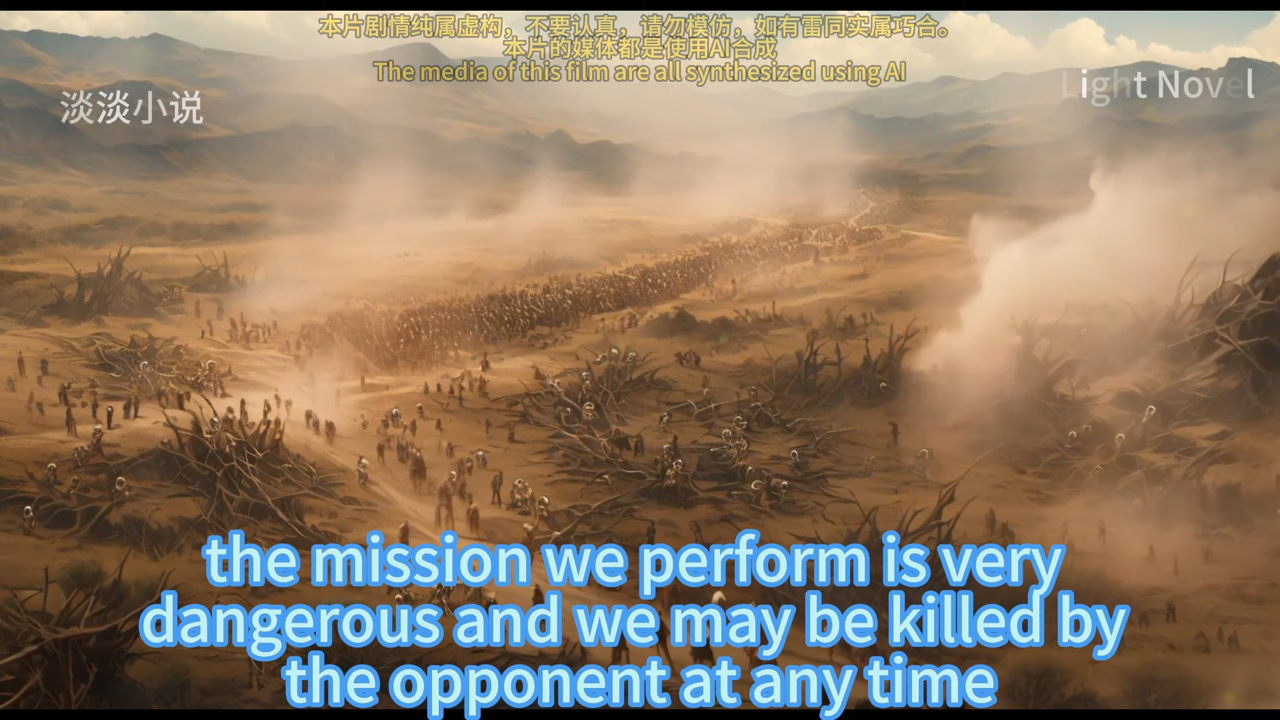 本片剧情纯属虚构，不要认真，请勿模仿，如有雷同实属巧合。
本片的媒体都是使用AI合成
The media of this film are all synthesized using AI
淡淡小说
Light Novel
the mission we perform is very
dangerous and we may be killed by
the opponent at any time